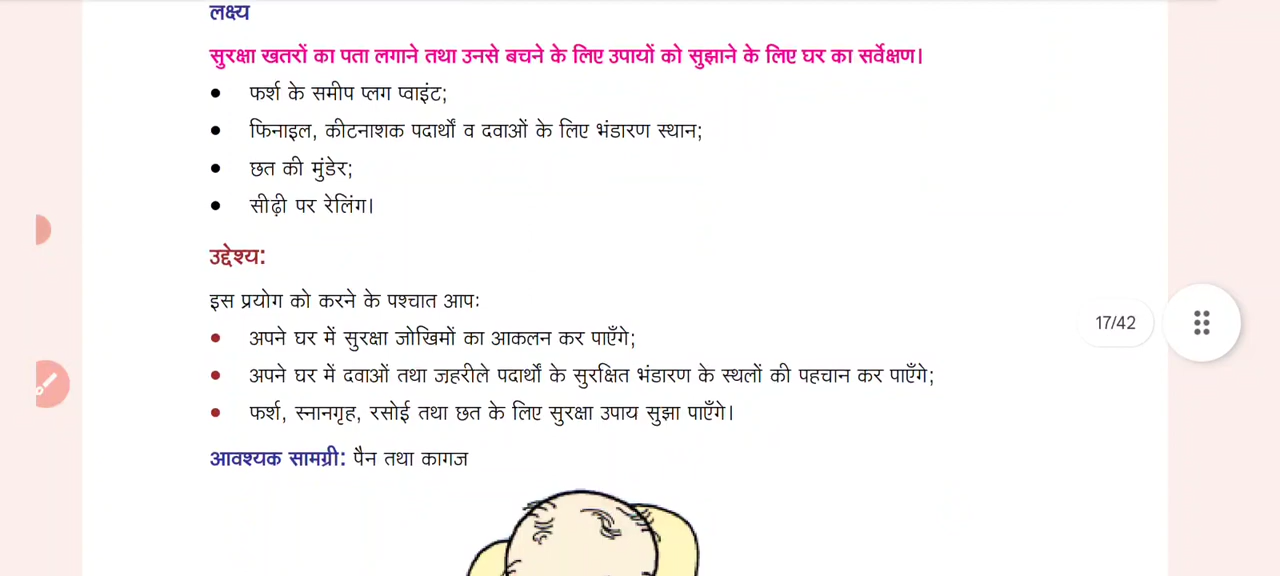 लक्ष्य
सुरक्षा खतरों का पता लगाने तथा उनसे बचने के लिए उपायों को सुझाने के लिए घर का सर्वेक्षण।
● फर्श के समीप प्लग प्वाइंट;
● फिनाइल, कीटनाशक पदार्थों व दवाओं के लिए भंडारण स्थान;
● छत की मुंडेर;
● सीढ़ी पर रेलिंग।
उद्देश्य:
इस प्रयोग को करने के पश्चात आपः
● अपने घर में सुरक्षा जोखिमों का आकलन कर पाएँगे;
● अपने घर में दवाओं तथा ज़हरीले पदार्थों के सुरक्षित भंडारण के स्थलों की पहचान कर पाएँगे;
● फर्श, स्नानगृह, रसोई तथा छत के लिए सुरक्षा उपाय सुझा पाएँगे।
आवश्यक सामग्री: पैन तथा कागज
17/42